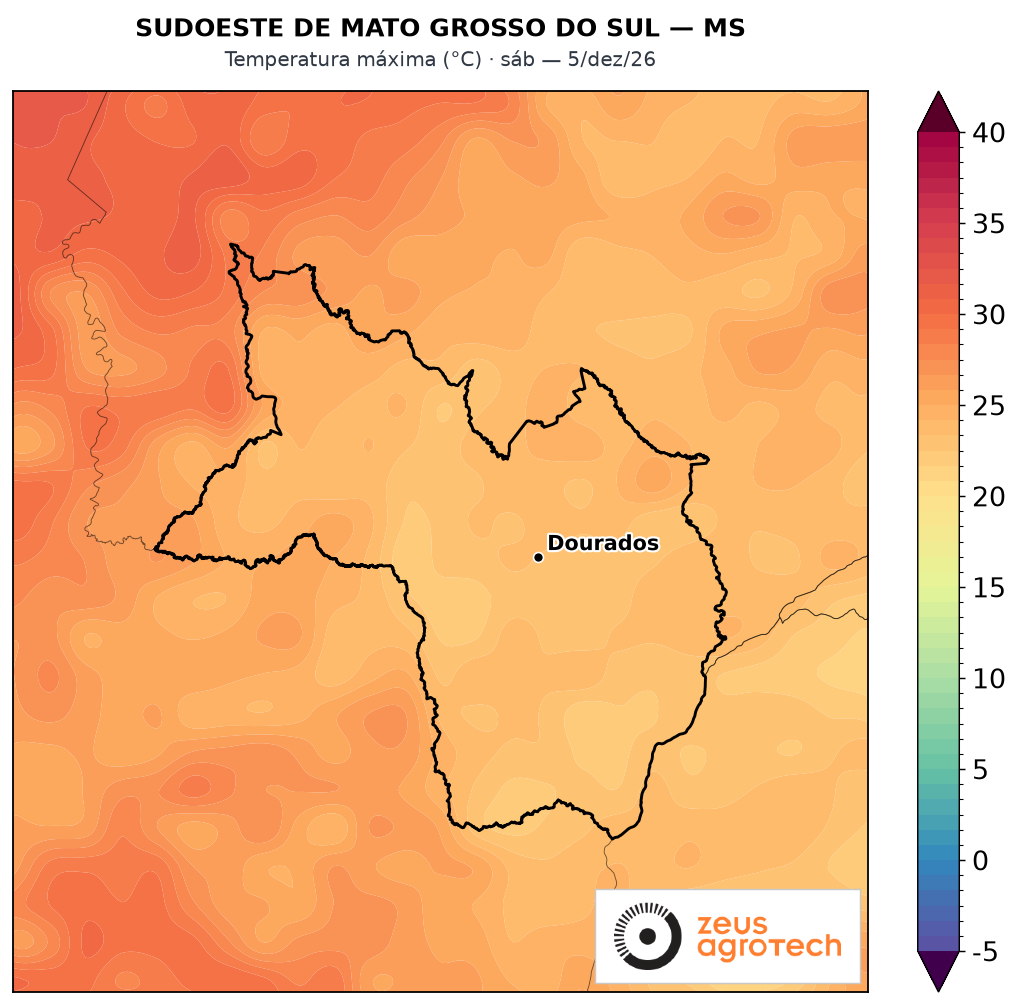 SUDOESTE DE MATO GROSSO DO SUL — MS
Temperatura máxima (°C) · sáb — 5/dez/26
40
35
30
25
20
15
10
5
0
-5
Dourados
zeus
agrotech